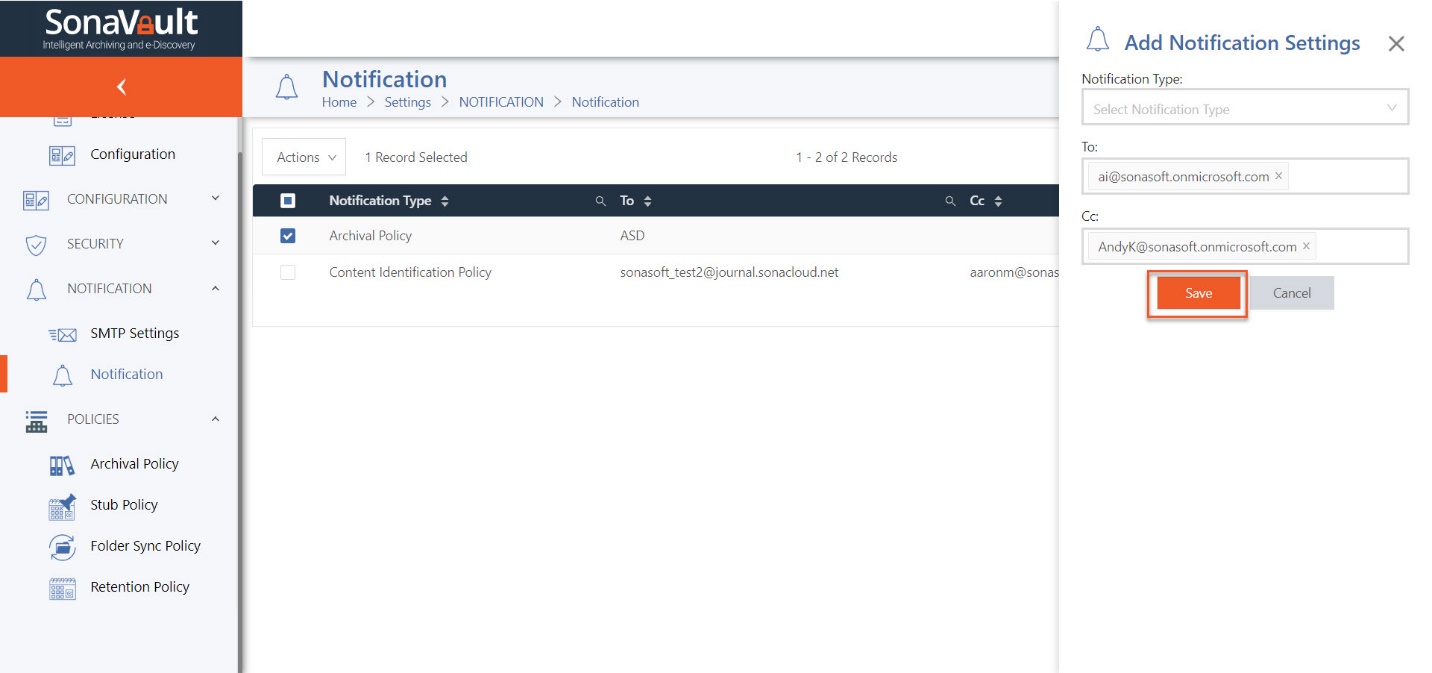 SonaVault
Intelligent Archiving and e-Discovery
License
Configuration
CONFIGURATION
SECURITY
NOTIFICATION
SMTP Settings
Notification
POLICIES
Archival Policy
Stub Policy
Folder Sync Policy
Retention Policy
Notification
Home > Settings > NOTIFICATION > Notification
Actions 1 Record Selected 1 - 2 of 2 Records
Notification Type To Cc
Archival Policy ASD
Content Identification Policy sonasoft_test2@journal.sonacloud.net aaronm@sonas
Add Notification Settings
Notification Type:
Select Notification Type
To:
ai@sonasoft.onmicrosoft.com ×
Cc:
AndyK@sonasoft.onmicrosoft.com ×
Save Cancel